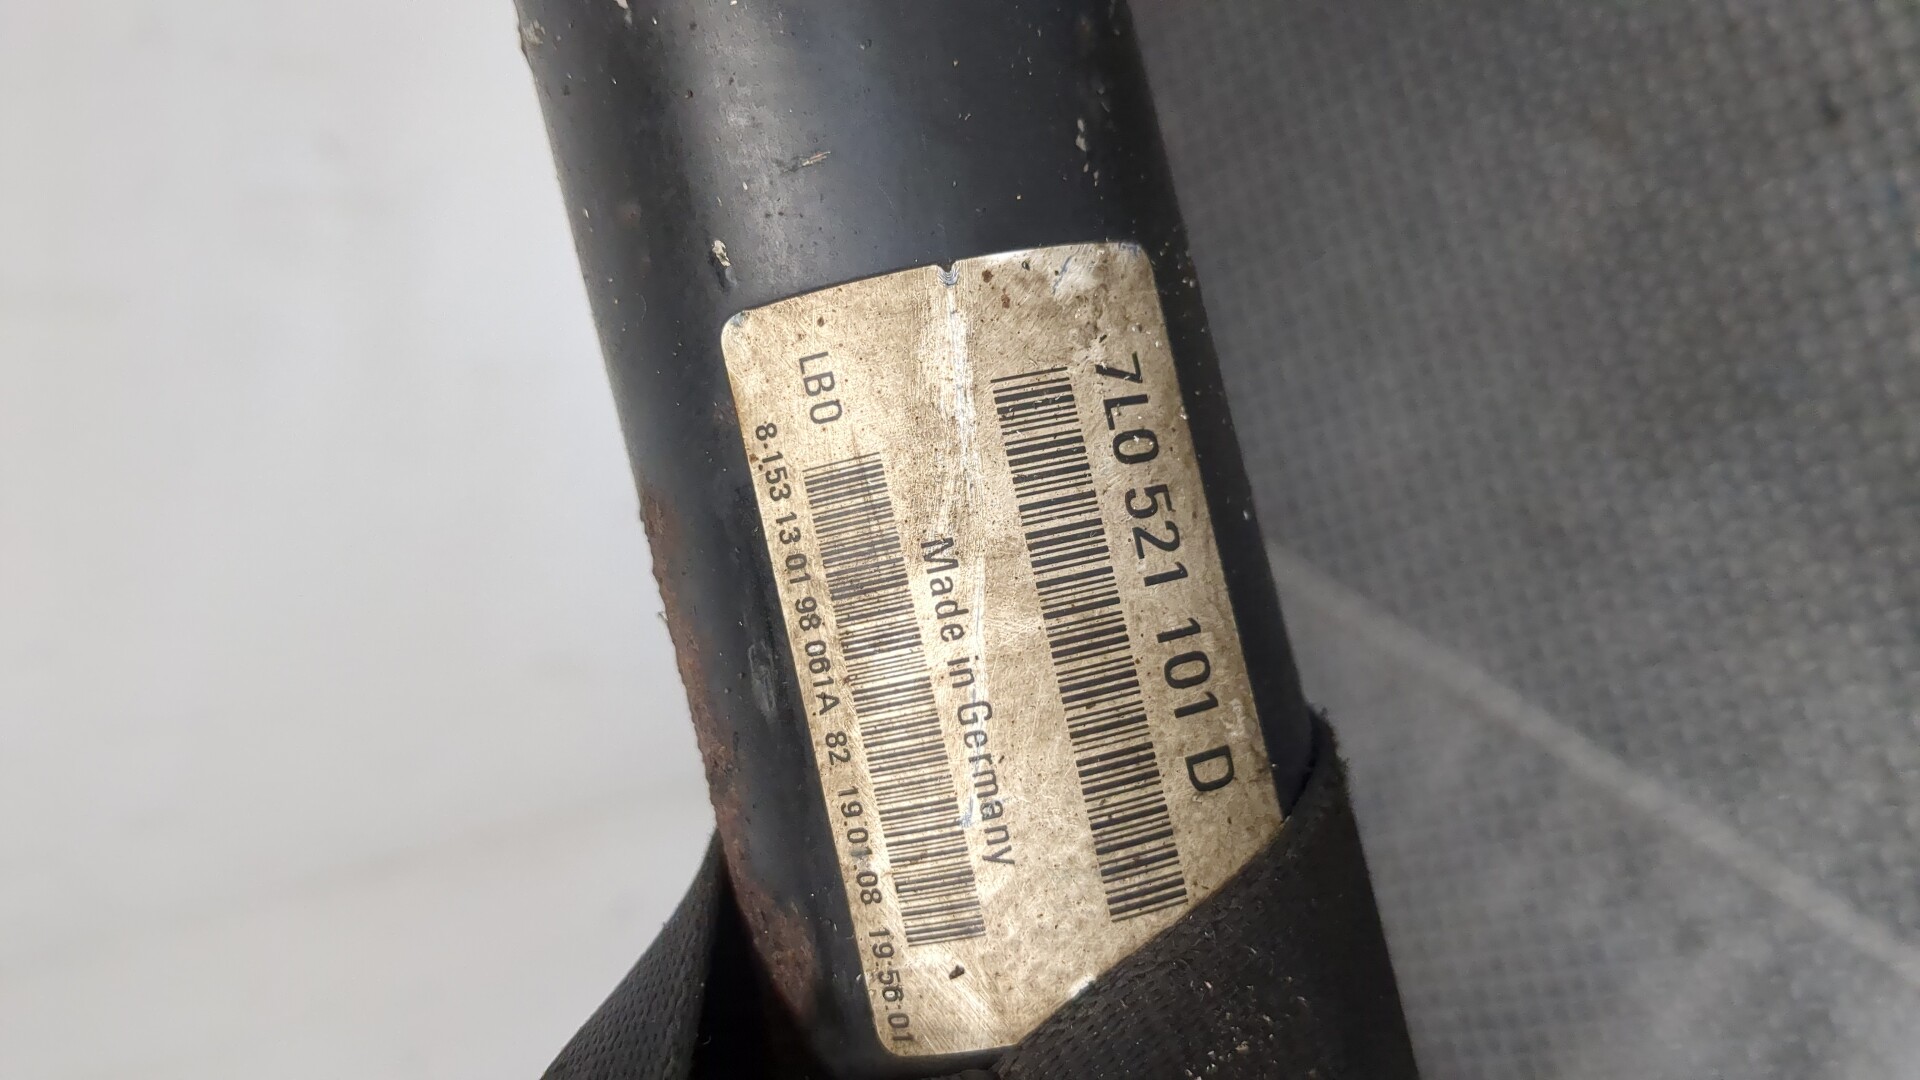 7L0 521 101 D
Made in Germany
LBO
8.153 13 01 98 061A 82 19.01.08 19:56:01